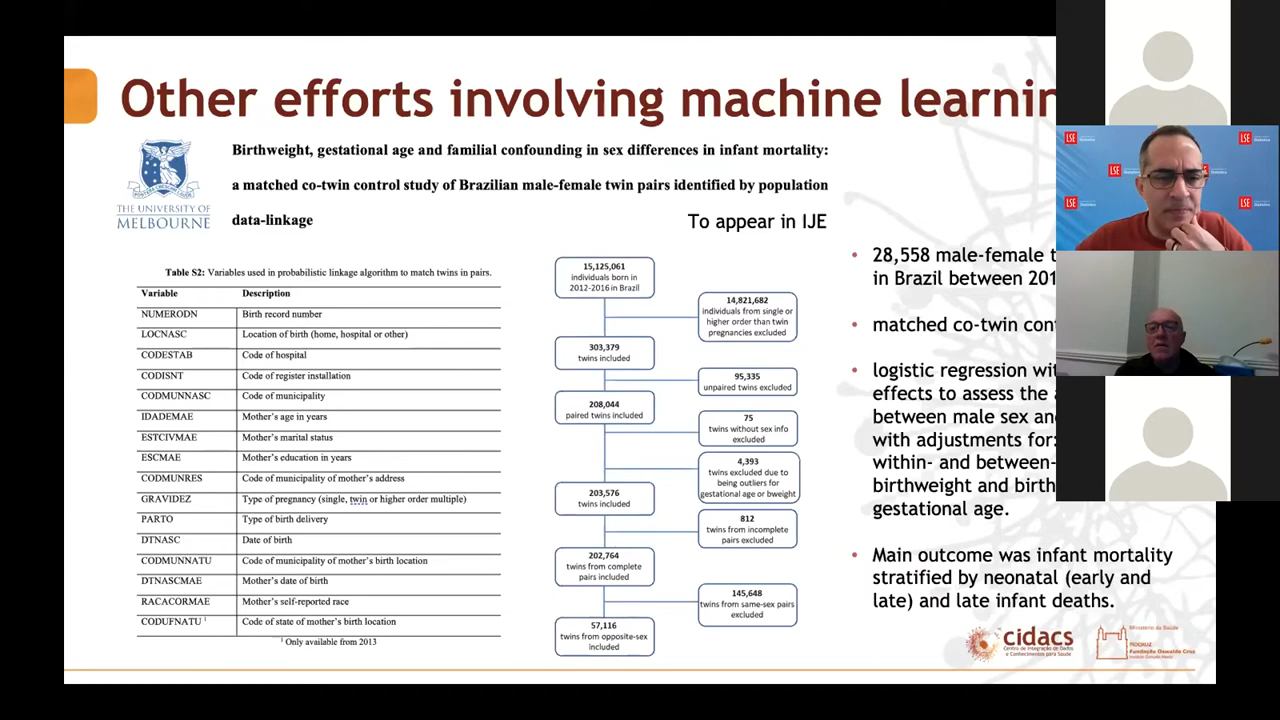 Other efforts involving machine learnin
THE UNIVERSITY OF
MELBOURNE
Birthweight, gestational age and familial confounding in sex differences in infant mortality:
a matched co-twin control study of Brazilian male-female twin pairs identified by population
data-linkage
To appear in IJE
Table S2: Variables used in probabilistic linkage algorithm to match twins in pairs.
Variable Description
NUMERODN Birth record number
LOCNASC Location of birth (home, hospital or other)
CODESTAB Code of hospital
CODISNT Code of register installation
CODMUNNASC Code of municipality
IDADEMAE Mother's age in years
ESTCIVMAE Mother's marital status
ESCMAE Mother's education in years
CODMUNRES Code of municipality of mother's address
GRAVIDEZ Type of pregnancy (single, twin or higher order multiple)
PARTO Type of birth delivery
DTNASC Date of birth
CODMUNNATU Code of municipality of mother's birth location
DTNASCMAE Mother's date of birth
RACACORMAE Mother's self-reported race
CODUFNATU ¹ Code of state of mother's birth location
¹ Only available from 2013
15,125,061
individuals born in
2012-2016 in Brazil
14,821,682
individuals from single or
higher order than twin
pregnancies excluded
303,379
twins included
95,335
unpaired twins excluded
208,044
paired twins included
75
twins without sex info
excluded
4,393
twins excluded due to
being outliers for
gestational age or bweight
203,576
twins included
812
twins from incomplete
pairs excluded
202,764
twins from complete
pairs included
145,648
twins from same-sex pairs
excluded
57,116
twins from opposite-sex
included
• 28,558 male-female t
in Brazil between 201
• matched co-twin con
• logistic regression wi
effects to assess the a
between male sex and
with adjustments for:
within- and between-
birthweight and birth
gestational age.
• Main outcome was infant mortality
stratified by neonatal (early and
late) and late infant deaths.
cidacs
Centro de Integração de Dados
e Conhecimentos para Saúde
Ministério da Saúde
FIOCRUZ
Fundação Oswaldo Cruz
LSE
LSE
LSE
LSE
LSE